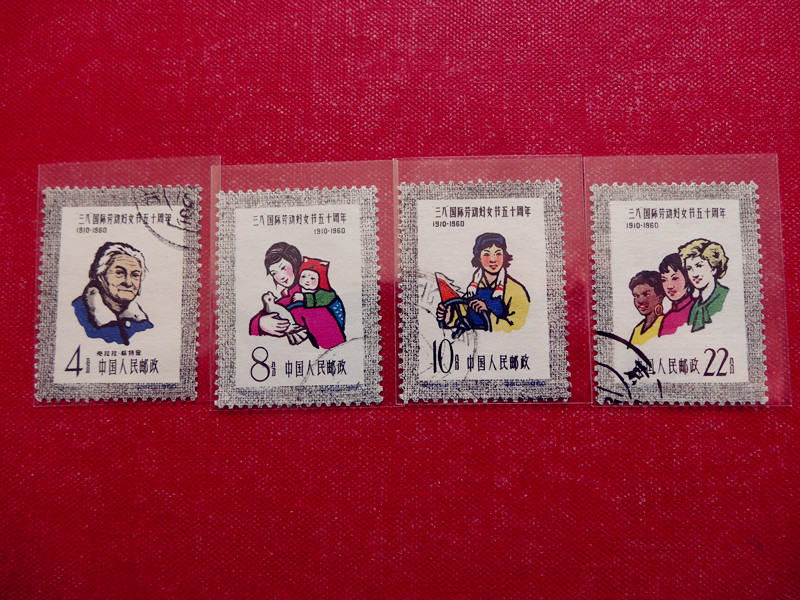 三八国际劳动妇女节五十周年
1910-1960
克拉拉·蔡特金
4分 中国人民邮政
三八国际劳动妇女节五十周年
1910-1960
8分 中国人民邮政
三八国际劳动妇女节五十周年
1910-1960
10分 中国人民邮政
三八国际劳动妇女节五十周年
1910-1960
中国人民邮政 22分